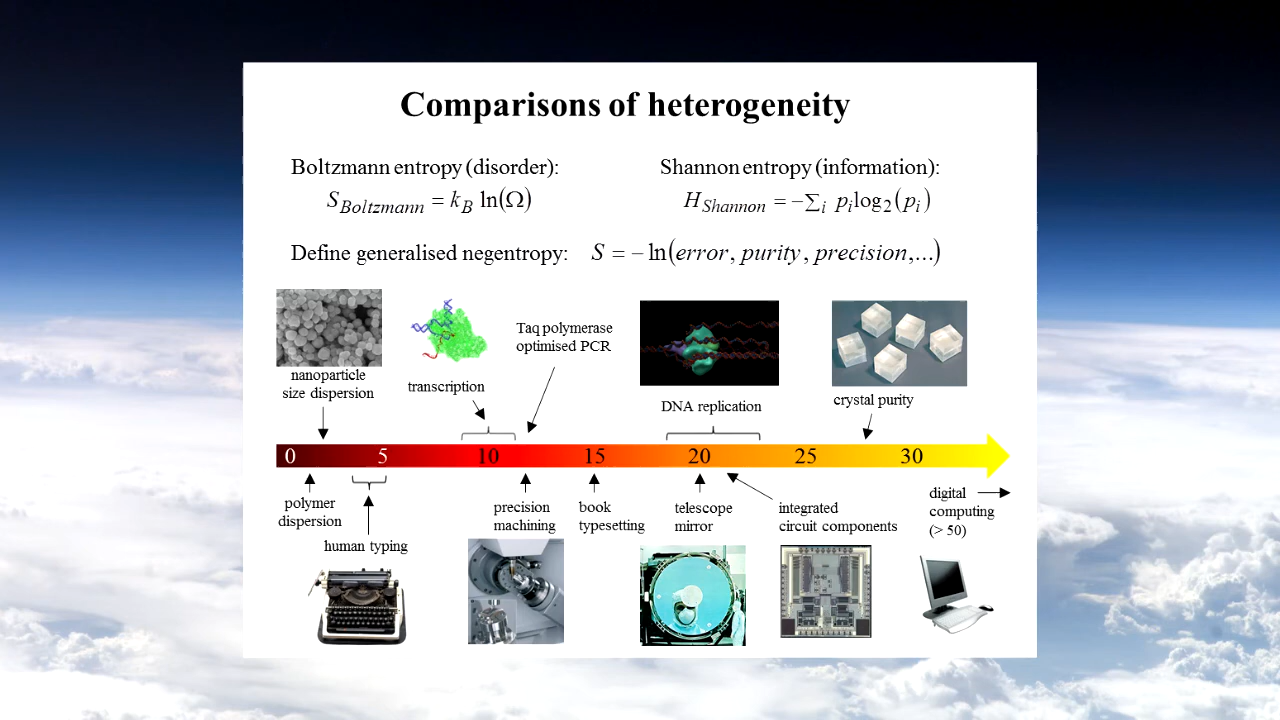 Comparisons of heterogeneity
Boltzmann entropy (disorder):
S_Boltzmann = k_B ln(Ω)
Shannon entropy (information):
H_Shannon = −∑_i p_i log_2(p_i)
Define generalised negentropy: S = − ln(error, purity, precision,...)
nanoparticle
size dispersion
transcription
Taq polymerase
optimised PCR
DNA replication
crystal purity
0 5 10 15 20 25 30
polymer
dispersion
human typing
precision
machining
book
typesetting
telescope
mirror
integrated
circuit components
digital
computing
(> 50)